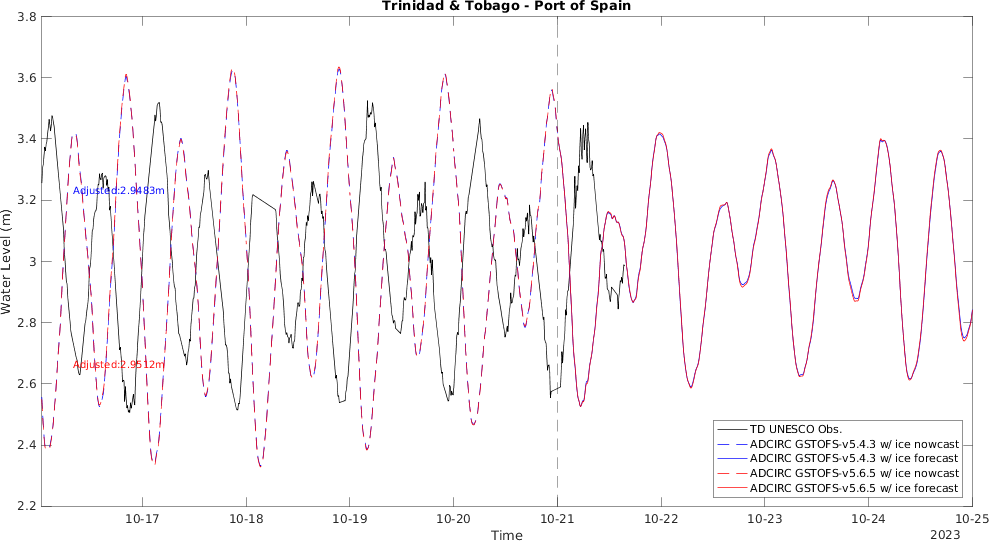 Trinidad & Tobago - Port of Spain
3.8
3.6
3.4
3.2
3
2.8
2.6
2.4
2.2
Water Level (m)
Adjusted:2.9483m
Adjusted:2.9512m
TD UNESCO Obs.
ADCIRC GSTOFS-v5.4.3 w/ ice nowcast
ADCIRC GSTOFS-v5.4.3 w/ ice forecast
ADCIRC GSTOFS-v5.6.5 w/ ice nowcast
ADCIRC GSTOFS-v5.6.5 w/ ice forecast
10-17 10-18 10-19 10-20 10-21 10-22 10-23 10-24 10-25
Time
2023